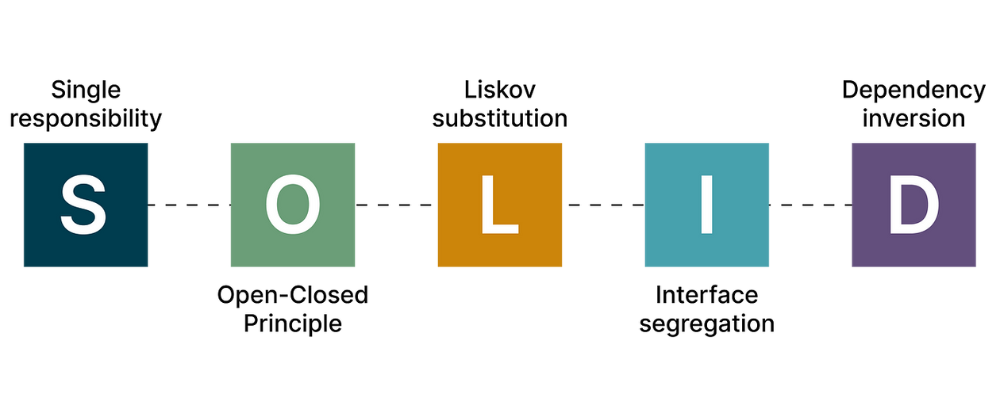 Single
responsibility
S
O
Open-Closed
Principle
Liskov
substitution
L
I
Interface
segregation
Dependency
inversion
D